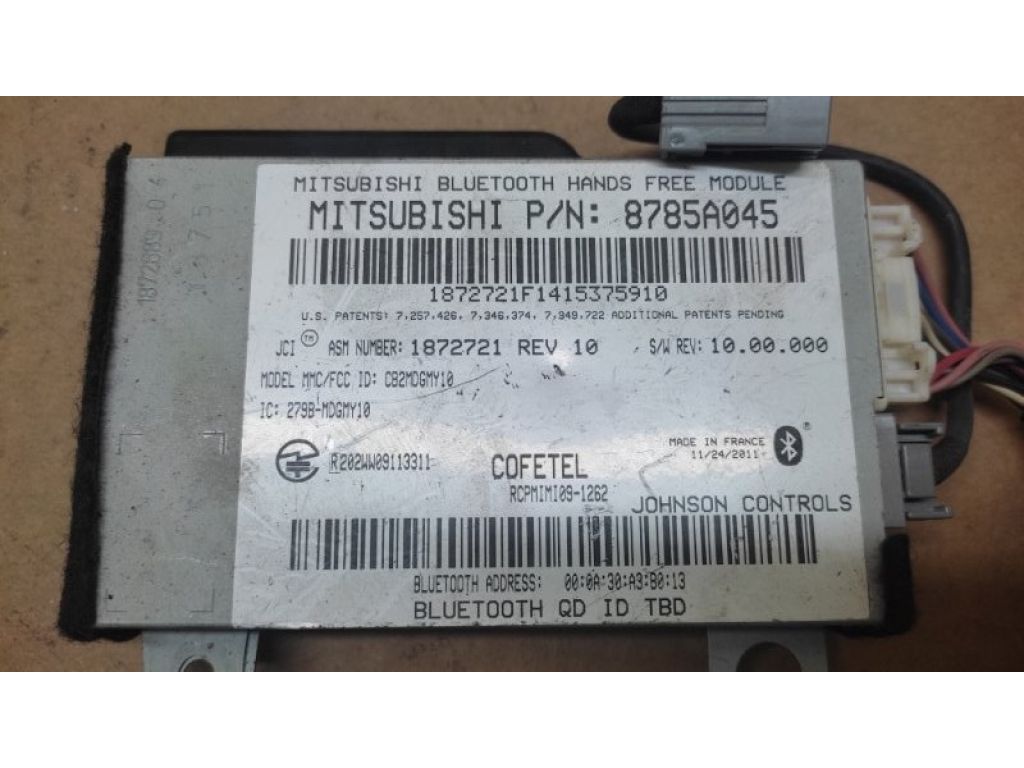 MITSUBISHI BLUETOOTH HANDS FREE MODULE
MITSUBISHI P/N: 8785A045
1872721F1415375910
U.S. PATENTS: 7,257,426, 7,346,374, 7,949,722 ADDITIONAL PATENTS PENDING
JCI TM ASM NUMBER: 1872721 REV 10 S/W REV: 10.00.000
MODEL MMC/FCC ID: CB2MDGMY10
IC: 279B-MDGMY10
R 202WW09113311
COFETEL
RCPMIMI09-1262
MADE IN FRANCE
11/24/2011
®
JOHNSON CONTROLS
BLUETOOTH ADDRESS: 00:0A:30:A3:B0:13
BLUETOOTH QD ID TBD